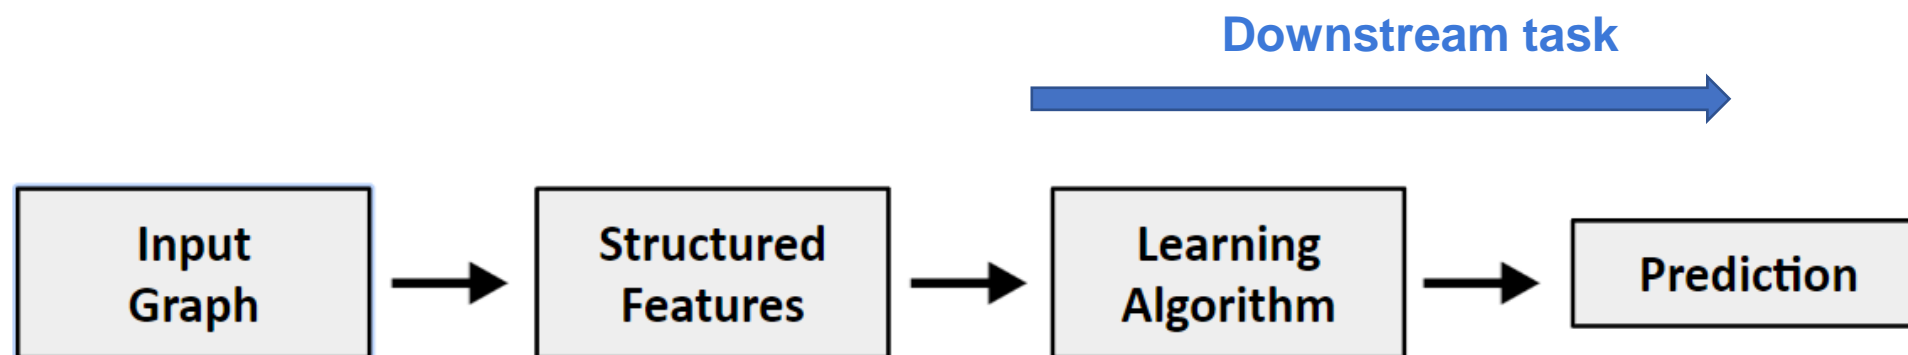 Downstream task
Input
Graph
Structured
Features
Learning
Algorithm
Prediction